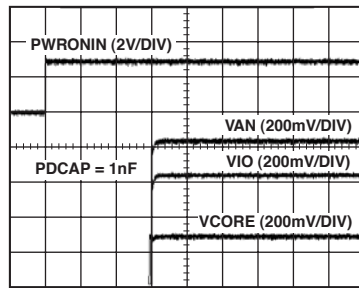 PWRONIN (2V/DIV)
VAN (200mV/DIV)
PDCAP = 1nF
VIO (200mV/DIV)
VCORE (200mV/DIV)